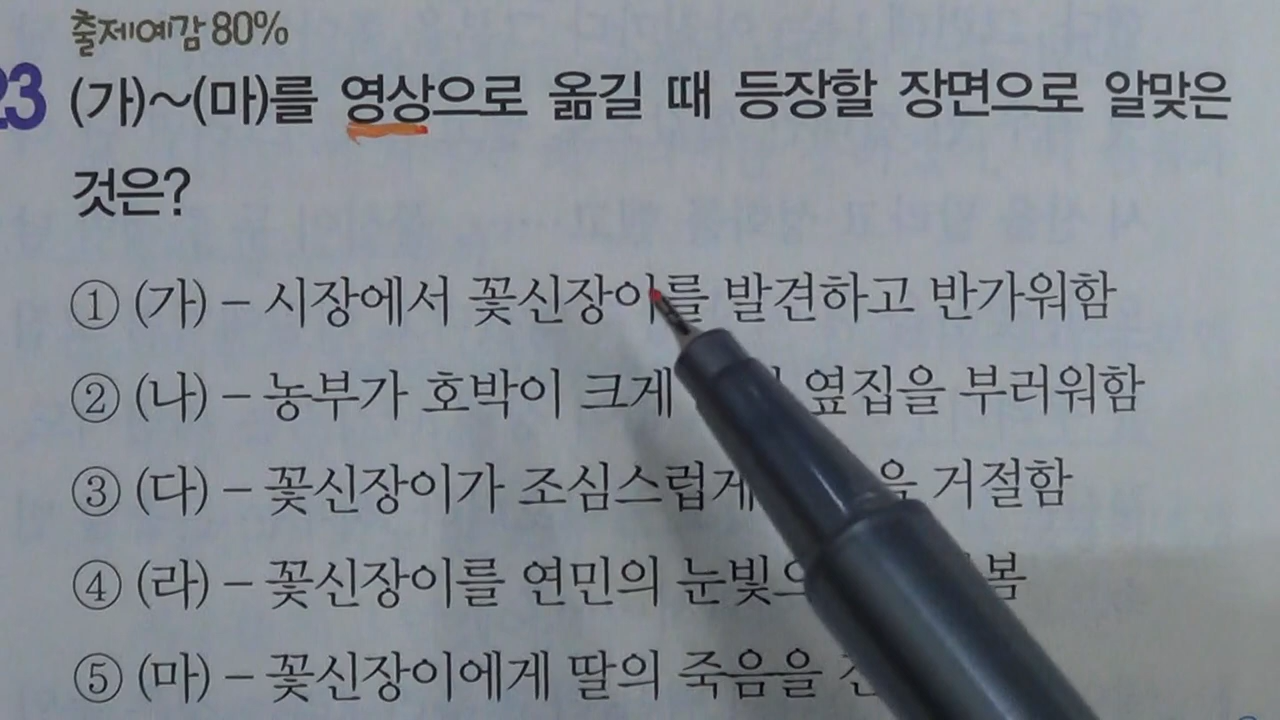 출제예감 80%
23 (가)~(마)를 영상으로 옮길 때 등장할 장면으로 알맞은
것은?
① (가) – 시장에서 꽃신장이를 발견하고 반가워함
② (나) – 농부가 호박이 크게 옆집을 부러워함
③ (다) – 꽃신장이가 조심스럽게 거절함
④ (라) – 꽃신장이를 연민의
⑤ (마) – 꽃신장이에게 딸의 죽음을